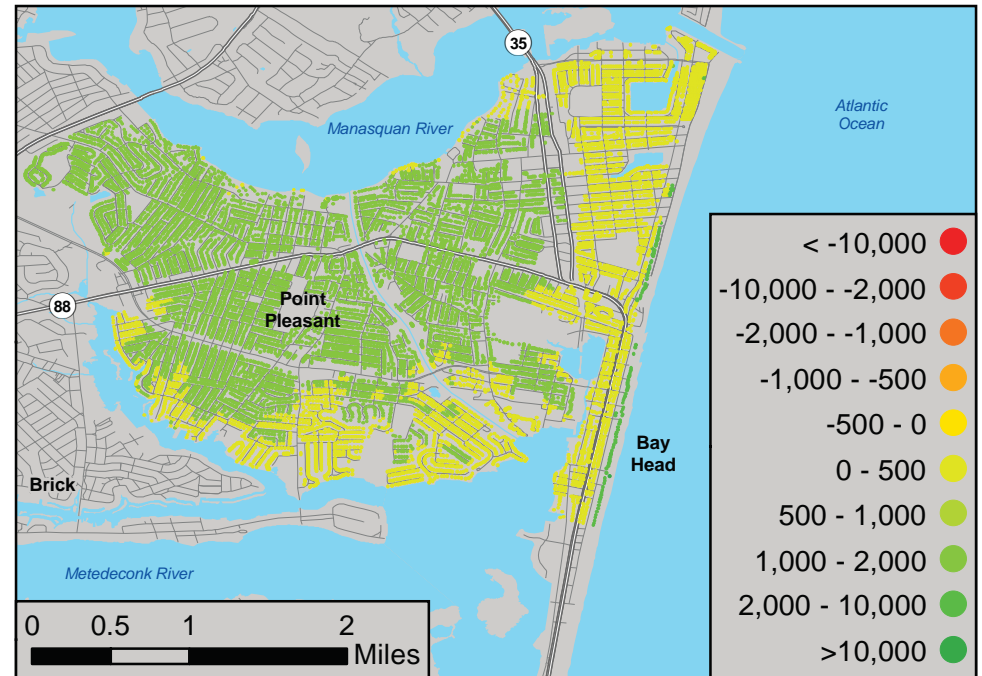 35
Manasquan River
Atlantic
Ocean
88
Point
Pleasant
Bay
Head
Brick
Metedeconk River
0 0.5 1 2
Miles
< -10,000
-10,000 - -2,000
-2,000 - -1,000
-1,000 - -500
-500 - 0
0 - 500
500 - 1,000
1,000 - 2,000
2,000 - 10,000
>10,000